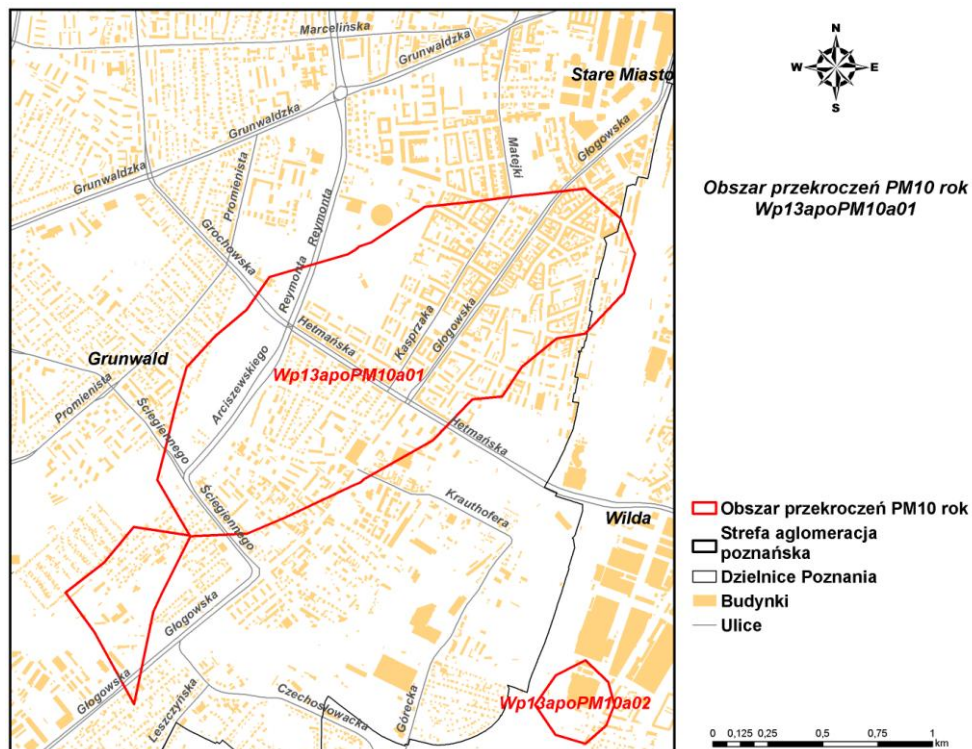 Marcelińska
Grunwaldzka
Stare Miasto
Głogowska
Grunwaldzka
Matejki
Grunwaldzka
Promienista
Reymonta
Grochowska
Reymonta
Hetmańska
Kasprzaka
Głogowska
Grunwald
Wp13apoPM10a01
Arciszewskiego
Promienista
Ściegiennego
Hetmańska
Ściegiennego
Krauthofera
Wilda
Głogowska
Głogowska
Leszczyńska
Czechosłowacka
Górecka
Wp13apoPM10a02
N
W E
S
Obszar przekroczeń PM10 rok
Wp13apoPM10a01
Obszar przekroczeń PM10 rok
Strefa aglomeracja
poznańska
Dzielnice Poznania
Budynki
Ulice
0 0,125 0,25 0,5 0,75 1
km